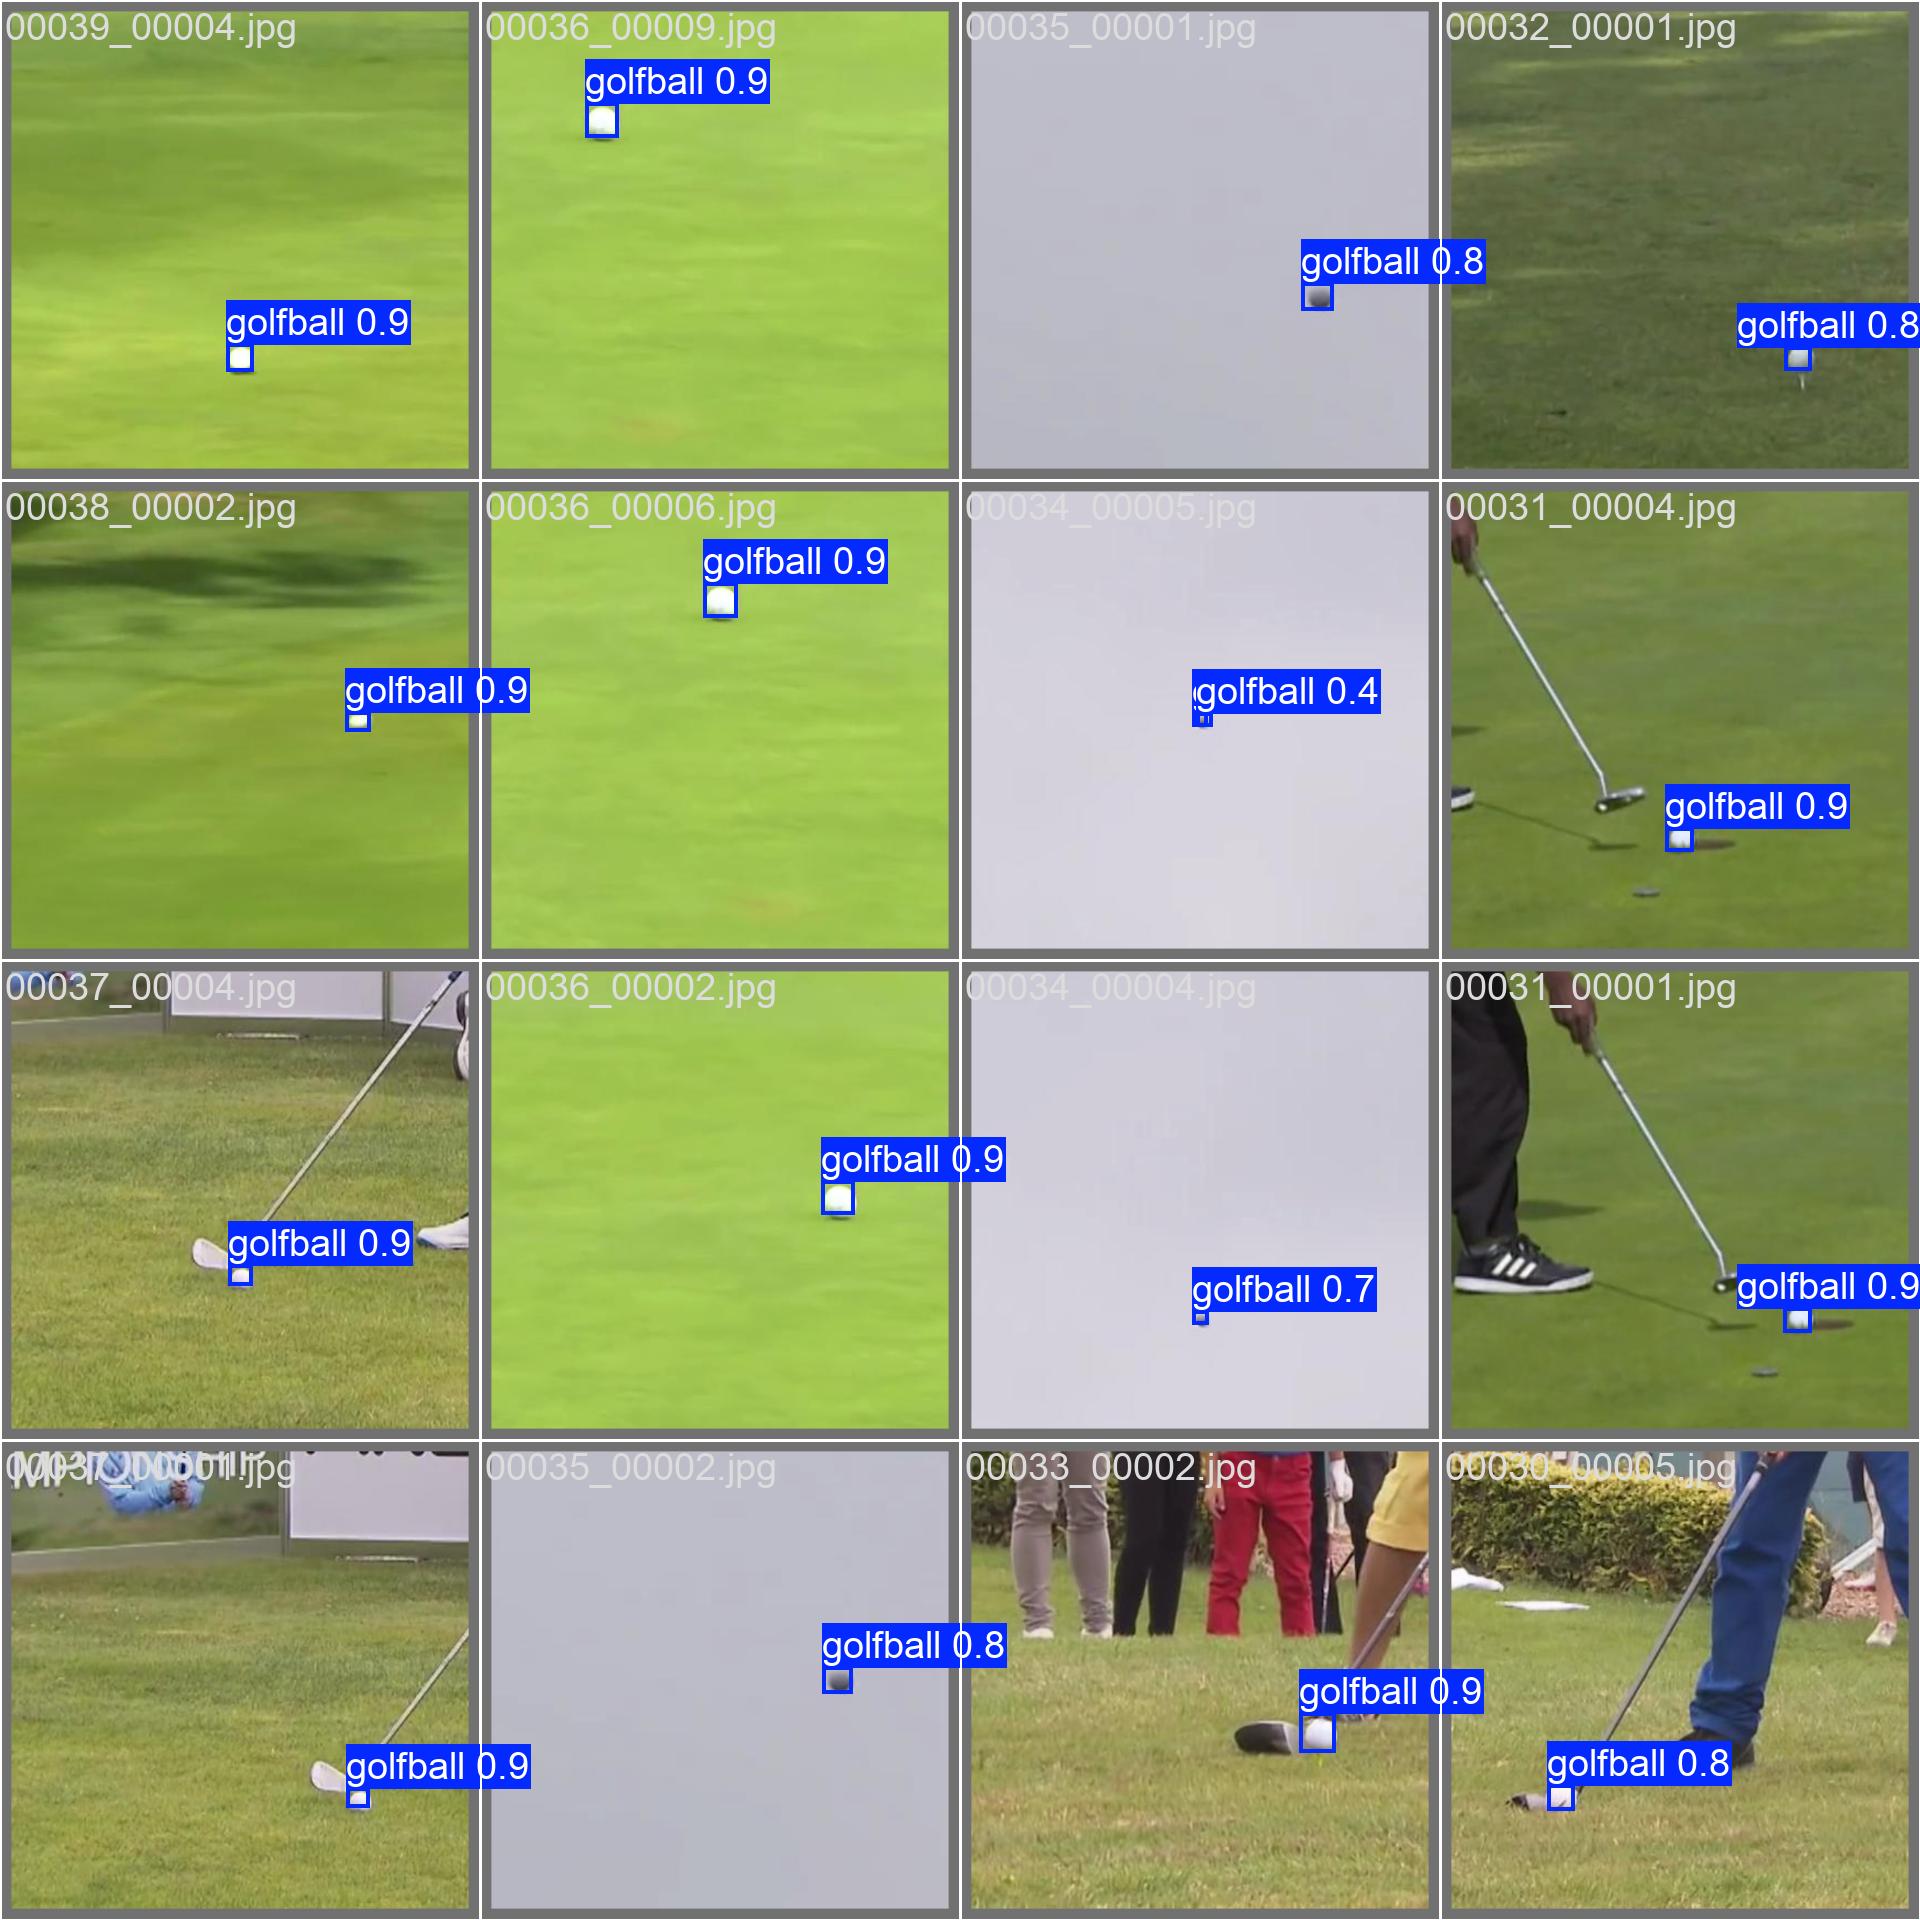 00039_00004.jpg
golfball 0.9
00036_00009.jpg
golfball 0.9
00035_00001.jpg
golfball 0.8
00032_00001.jpg
golfball 0.8
00038_00002.jpg
golfball 0.9
00036_00006.jpg
golfball 0.9
00034_00005.jpg
golfball 0.4
00031_00004.jpg
golfball 0.9
00037_00004.jpg
golfball 0.9
00036_00002.jpg
golfball 0.9
00034_00004.jpg
golfball 0.7
00031_00001.jpg
golfball 0.9
00037_00001.jpg
golfball 0.9
00035_00002.jpg
golfball 0.8
00033_00002.jpg
golfball 0.9
00030_00005.jpg
golfball 0.8